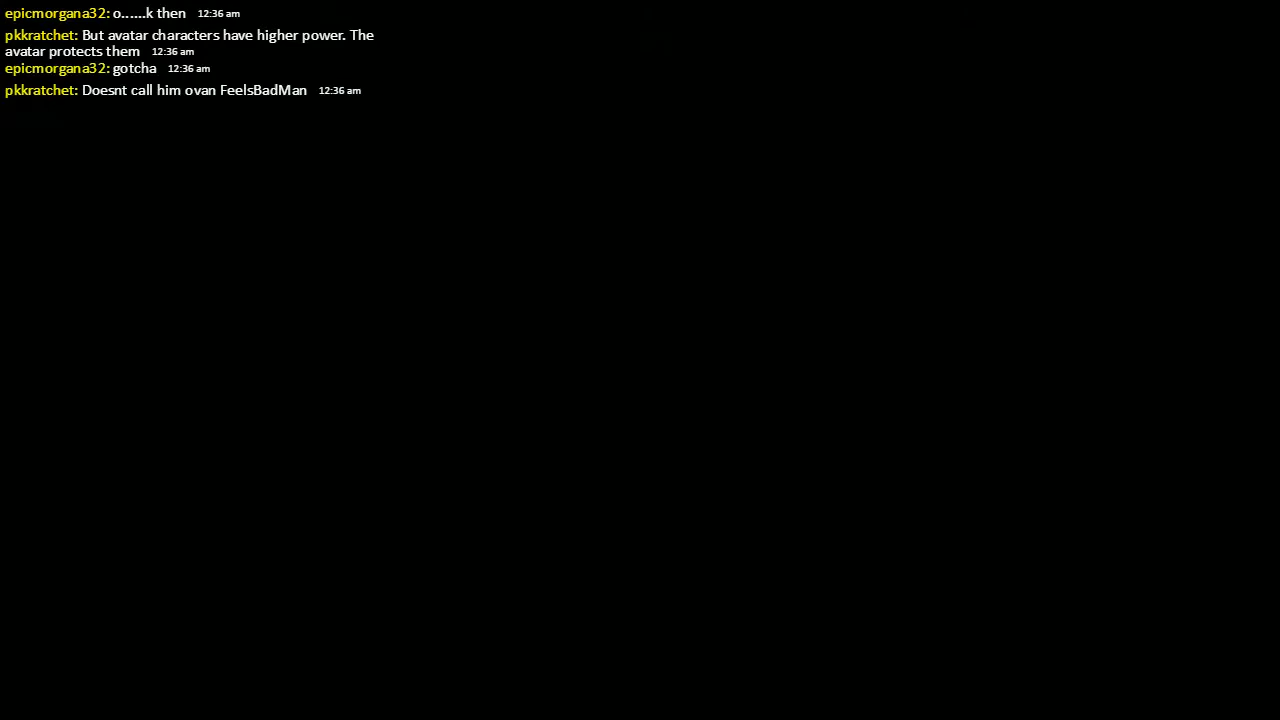 epicmorgana32: o......k then 12:36 am
pkkratchet: But avatar characters have higher power. The
avatar protects them 12:36 am
epicmorgana32: gotcha 12:36 am
pkkratchet: Doesnt call him ovan FeelsBadMan 12:36 am